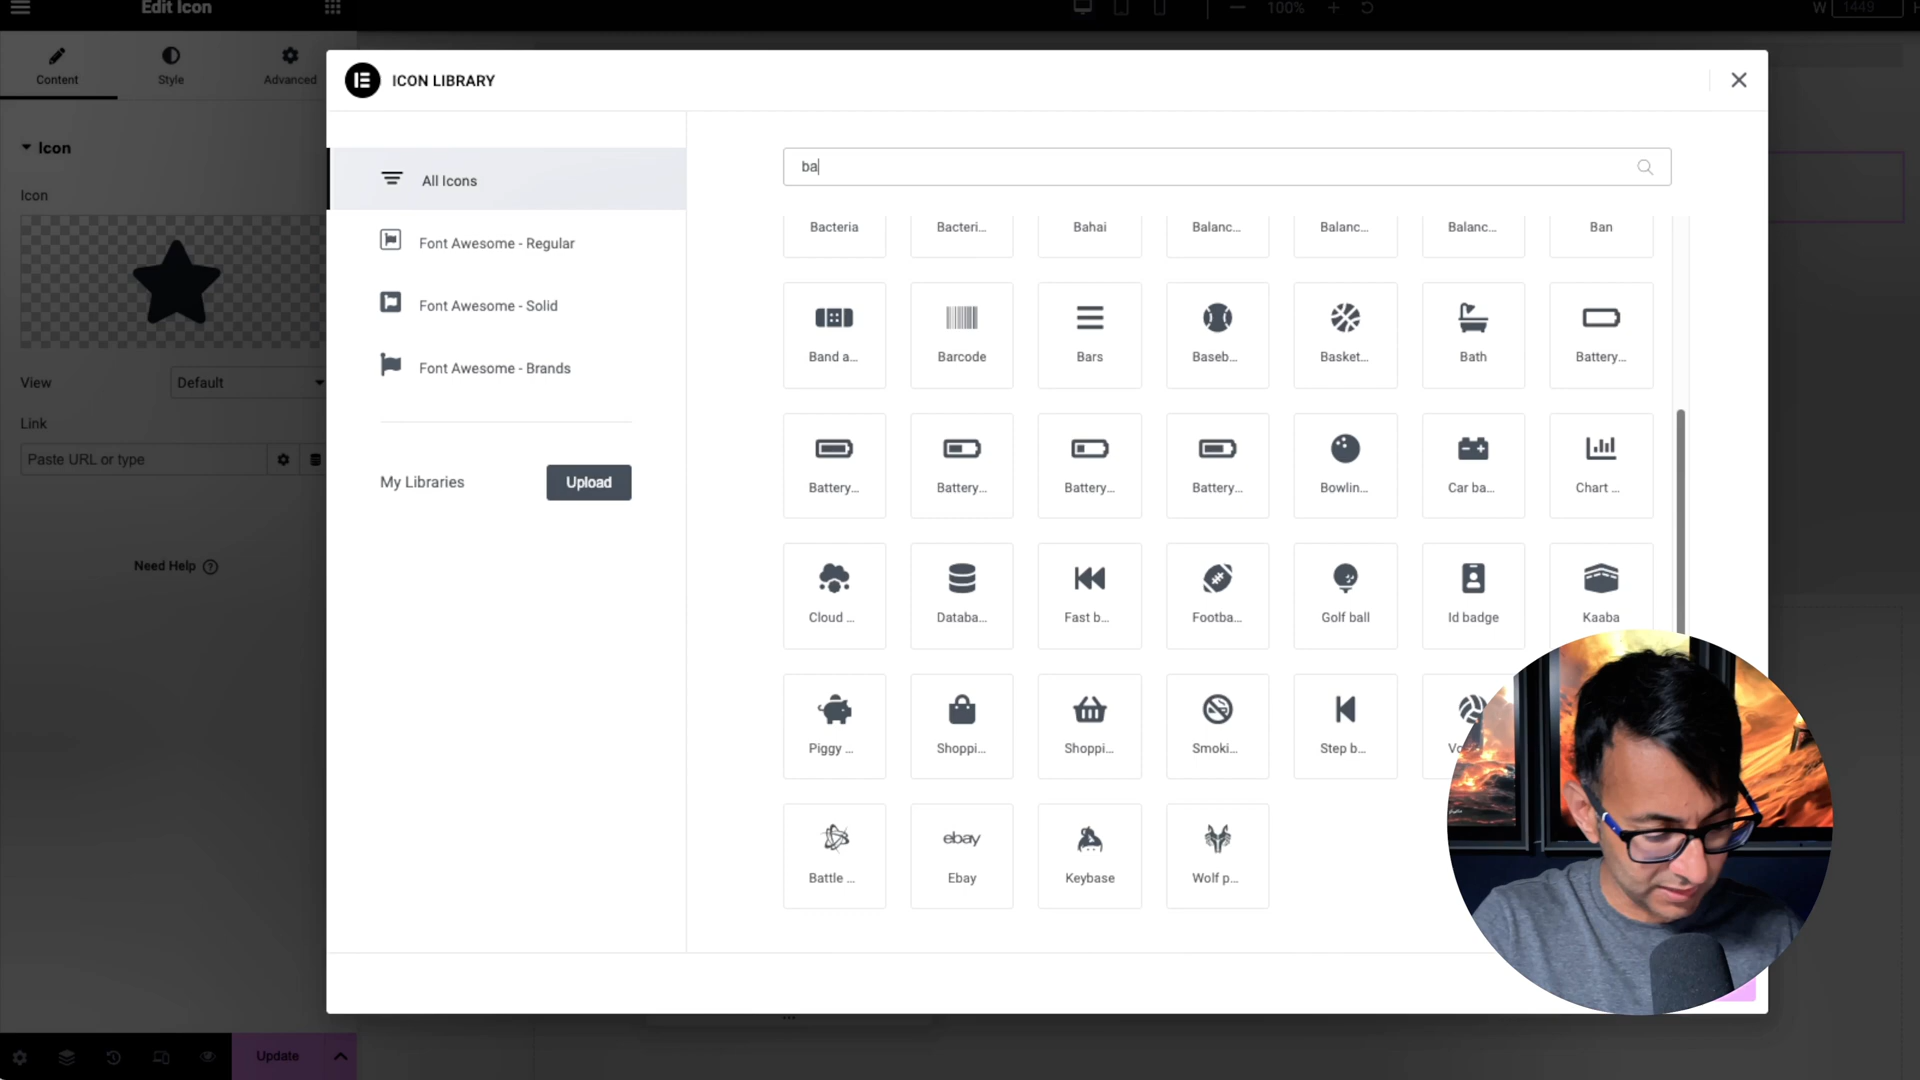 Edit Icon
100%
W 1449 H
Content
Style
Advanced
ICON LIBRARY
Icon
Icon
View
Default
Link
Paste URL or type
Need Help
All Icons
Font Awesome - Regular
Font Awesome - Solid
Font Awesome - Brands
My Libraries
Upload
ba
Bacteria Bacteri... Bahai Balanc... Balanc... Balanc... Ban
Band a... Barcode Bars Baseb... Basket... Bath Battery...
Battery... Battery... Battery... Battery... Bowlin... Car ba... Chart ...
Cloud ... Databa... Fast b... Footba... Golf ball Id badge Kaaba
Piggy ... Shoppi... Shoppi... Smoki... Step b...
Battle ... Ebay Keybase Wolf p...
ebay
Update